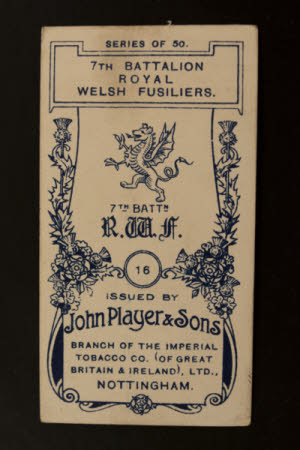 SERIES OF 50.
7TH BATTALION
ROYAL
WELSH FUSILIERS.
7TH BATTN
R.W.F.
16
ISSUED BY
John Player & Sons
BRANCH OF THE IMPERIAL
TOBACCO CO. (OF GREAT
BRITAIN & IRELAND), LTD.,
NOTTINGHAM.